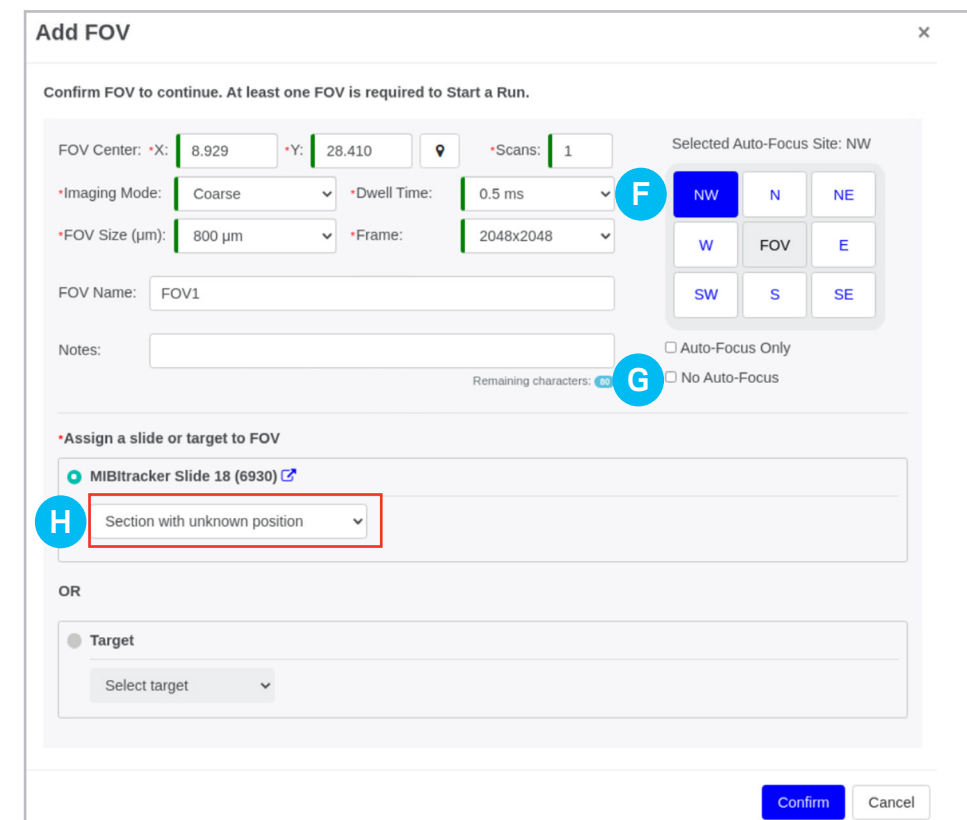 Add FOV ×
Confirm FOV to continue. At least one FOV is required to Start a Run.
FOV Center: *X: 8.929 *Y: 28.410 *Scans: 1
Selected Auto-Focus Site: NW
*Imaging Mode: Coarse *Dwell Time: 0.5 ms
F
NW N NE
*FOV Size (μm): 800 μm *Frame: 2048x2048
W FOV E
FOV Name: FOV1
SW S SE
Notes:
Auto-Focus Only
Remaining characters: 80
G
No Auto-Focus
*Assign a slide or target to FOV
MIBItracker Slide 18 (6930)
H
Section with unknown position
OR
Target
Select target
Confirm Cancel